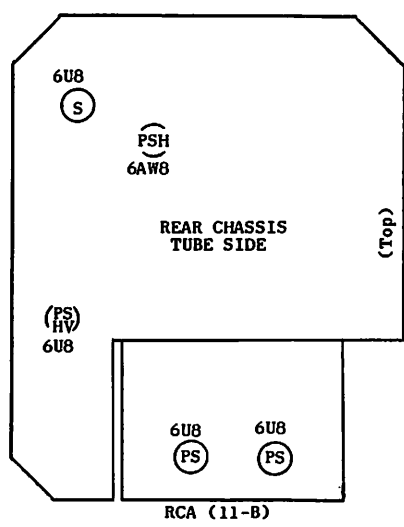 6U8
S
PSH
6AW8
REAR CHASSIS
TUBE SIDE
(Top)
(PS
HV)
6U8
6U8
6U8
PS
PS
RCA (11-B)